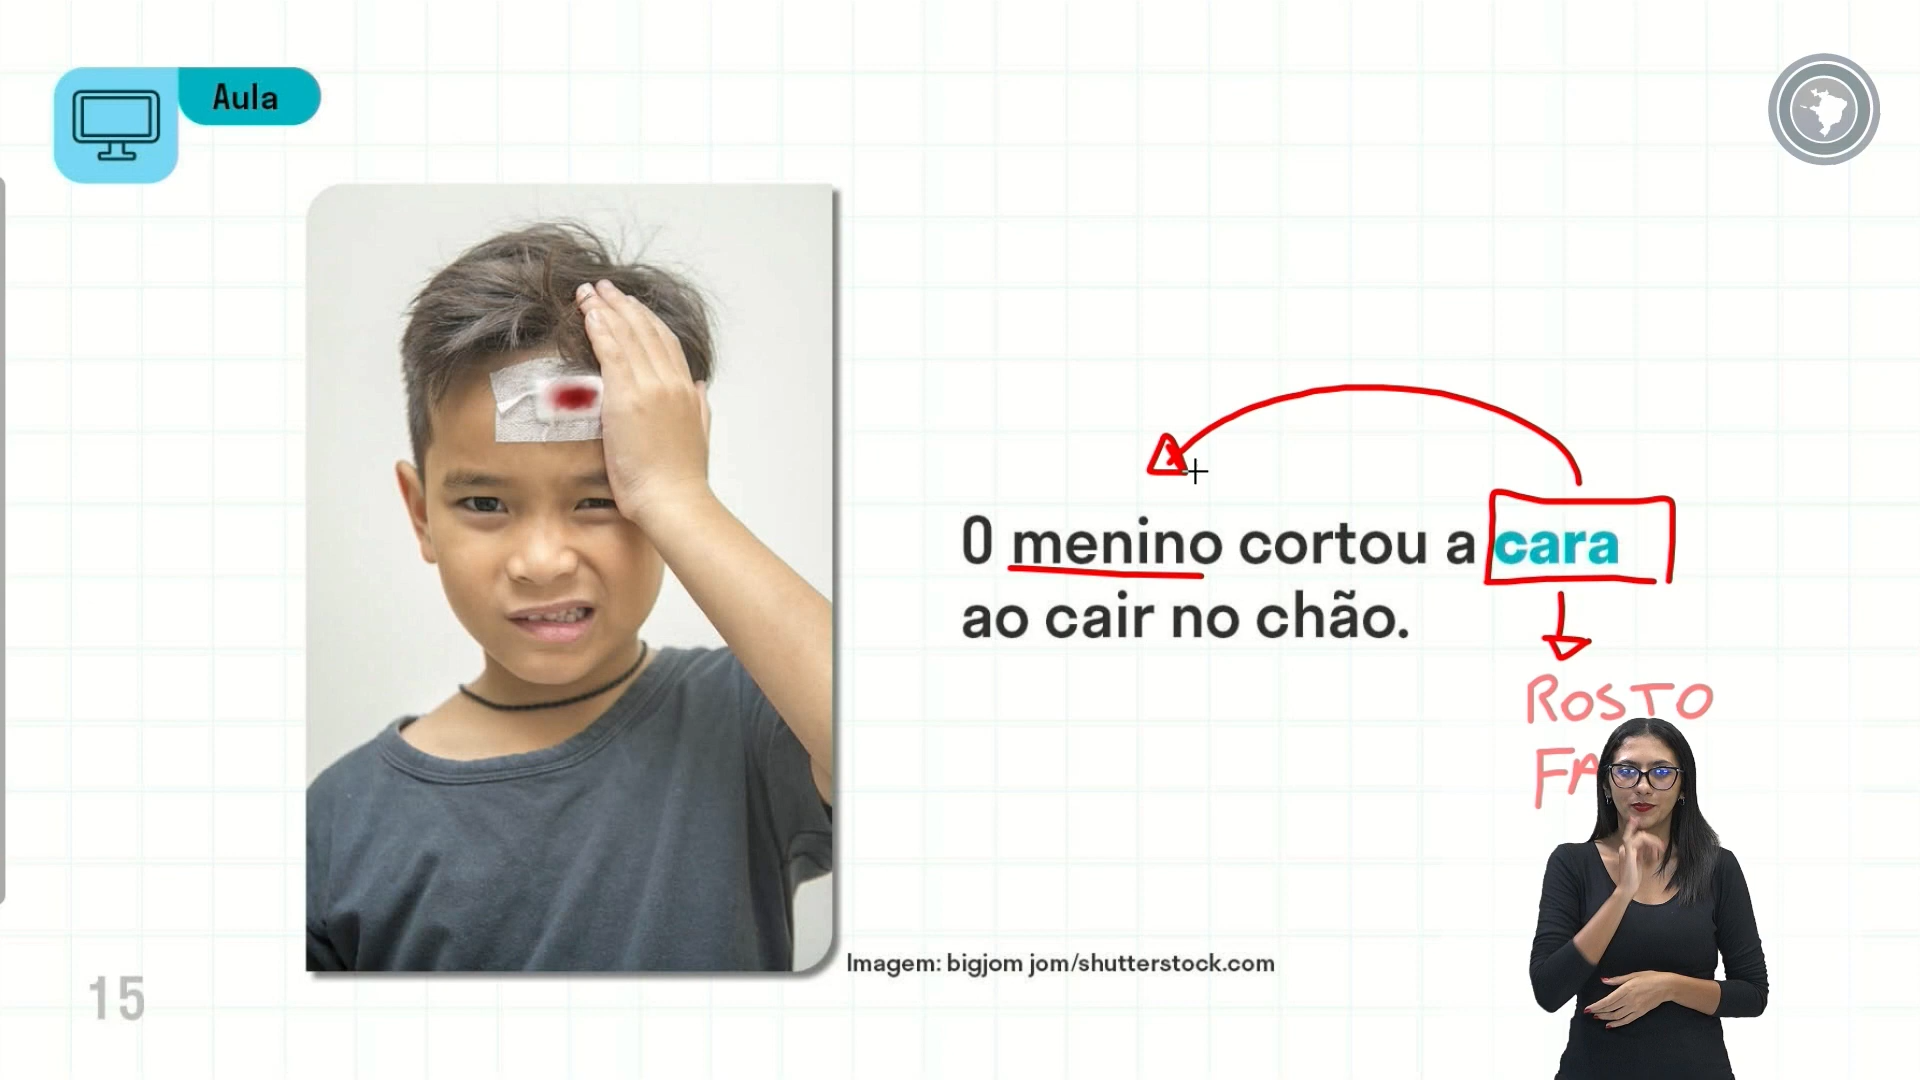 Aula
O menino cortou a cara
ao cair no chão.
ROSTO
Imagem: bigjom jom/shutterstock.com
15